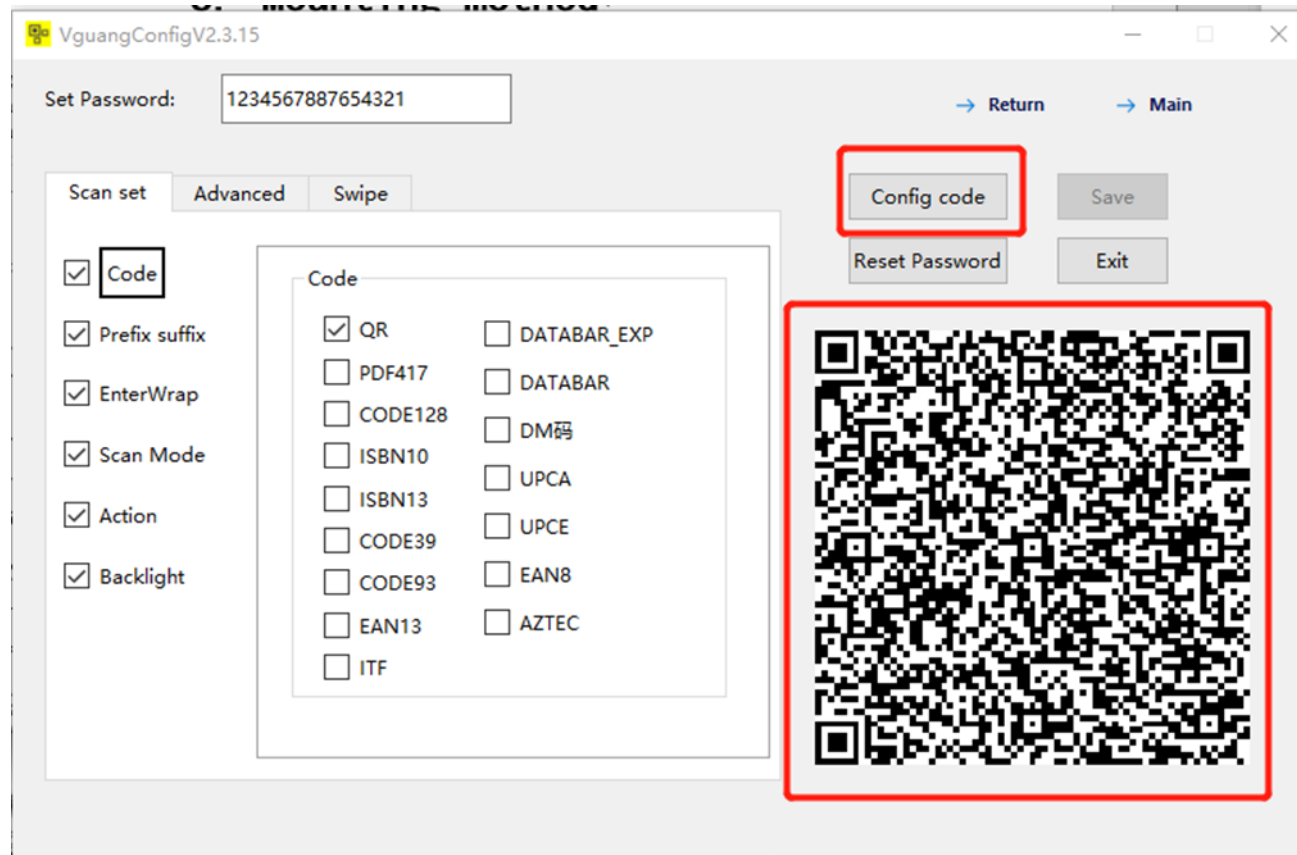 VguangConfigV2.3.15
Set Password: 1234567887654321
Return Main
Scan set Advanced Swipe
Config code Save
Reset Password Exit
Code
Prefix suffix
EnterWrap
Scan Mode
Action
Backlight
Code
QR
PDF417
CODE128
ISBN10
ISBN13
CODE39
CODE93
EAN13
ITF
DATABAR_EXP
DATABAR
DM码
UPCA
UPCE
EAN8
AZTEC